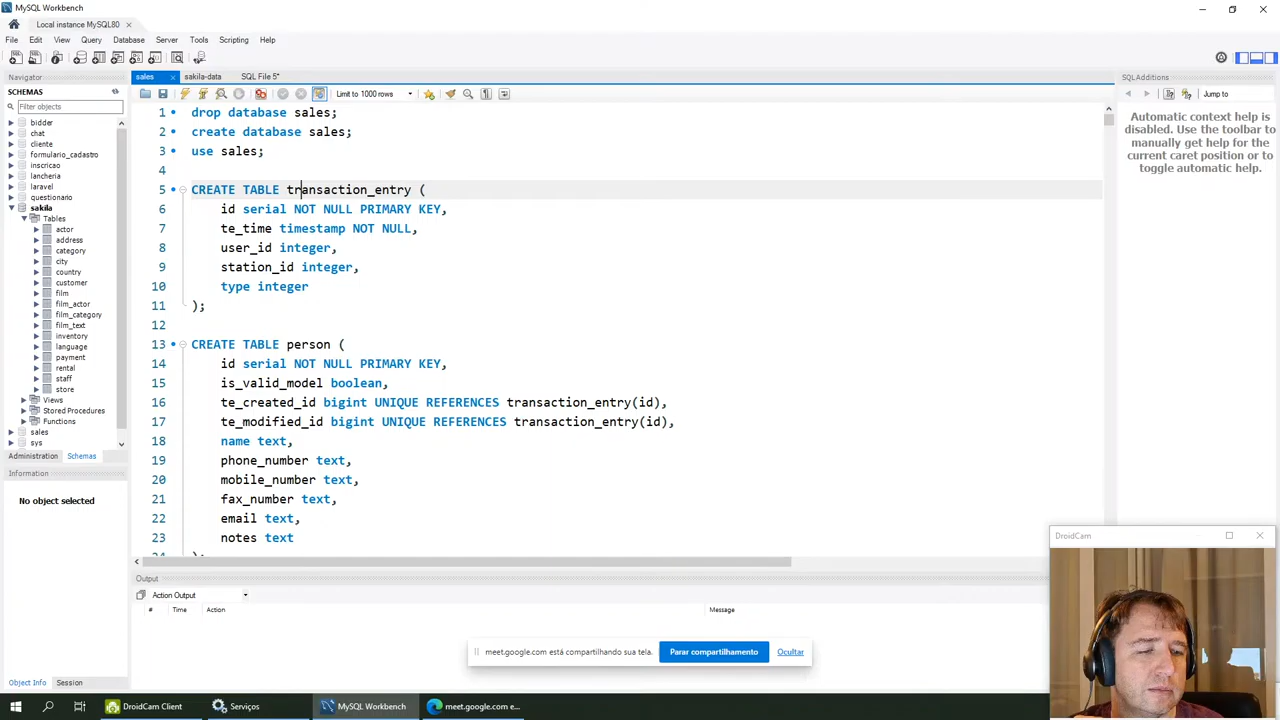 MySQL Workbench
Local instance MySQL80
File Edit View Query Database Server Tools Scripting Help
Navigator
SCHEMAS
Filter objects
bidder
chat
cliente
formulario_cadastro
inscricao
lancheria
laravel
questionario
sakila
Tables
actor
address
category
city
country
customer
film
film_actor
film_category
film_text
inventory
language
payment
rental
staff
store
Views
Stored Procedures
Functions
sales
sys
Administration Schemas
Information
No object selected
Object Info Session
sales sakila-data SQL File 5*
Limit to 1000 rows
1 drop database sales;
2 create database sales;
3 use sales;
4
5 CREATE TABLE transaction_entry (
6 id serial NOT NULL PRIMARY KEY,
7 te_time timestamp NOT NULL,
8 user_id integer,
9 station_id integer,
10 type integer
11 );
12
13 CREATE TABLE person (
14 id serial NOT NULL PRIMARY KEY,
15 is_valid_model boolean,
16 te_created_id bigint UNIQUE REFERENCES transaction_entry(id),
17 te_modified_id bigint UNIQUE REFERENCES transaction_entry(id),
18 name text,
19 phone_number text,
20 mobile_number text,
21 fax_number text,
22 email text,
23 notes text
24 );
Output
Action Output
# Time Action Message
SQL Additions
Jump to
Automatic context help is
disabled. Use the toolbar to
manually get help for the
current caret position or to
toggle automatic help.
DroidCam
meet.google.com está compartilhando sua tela. Parar compartilhamento Ocultar
DroidCam Client Serviços MySQL Workbench meet.google.com e...